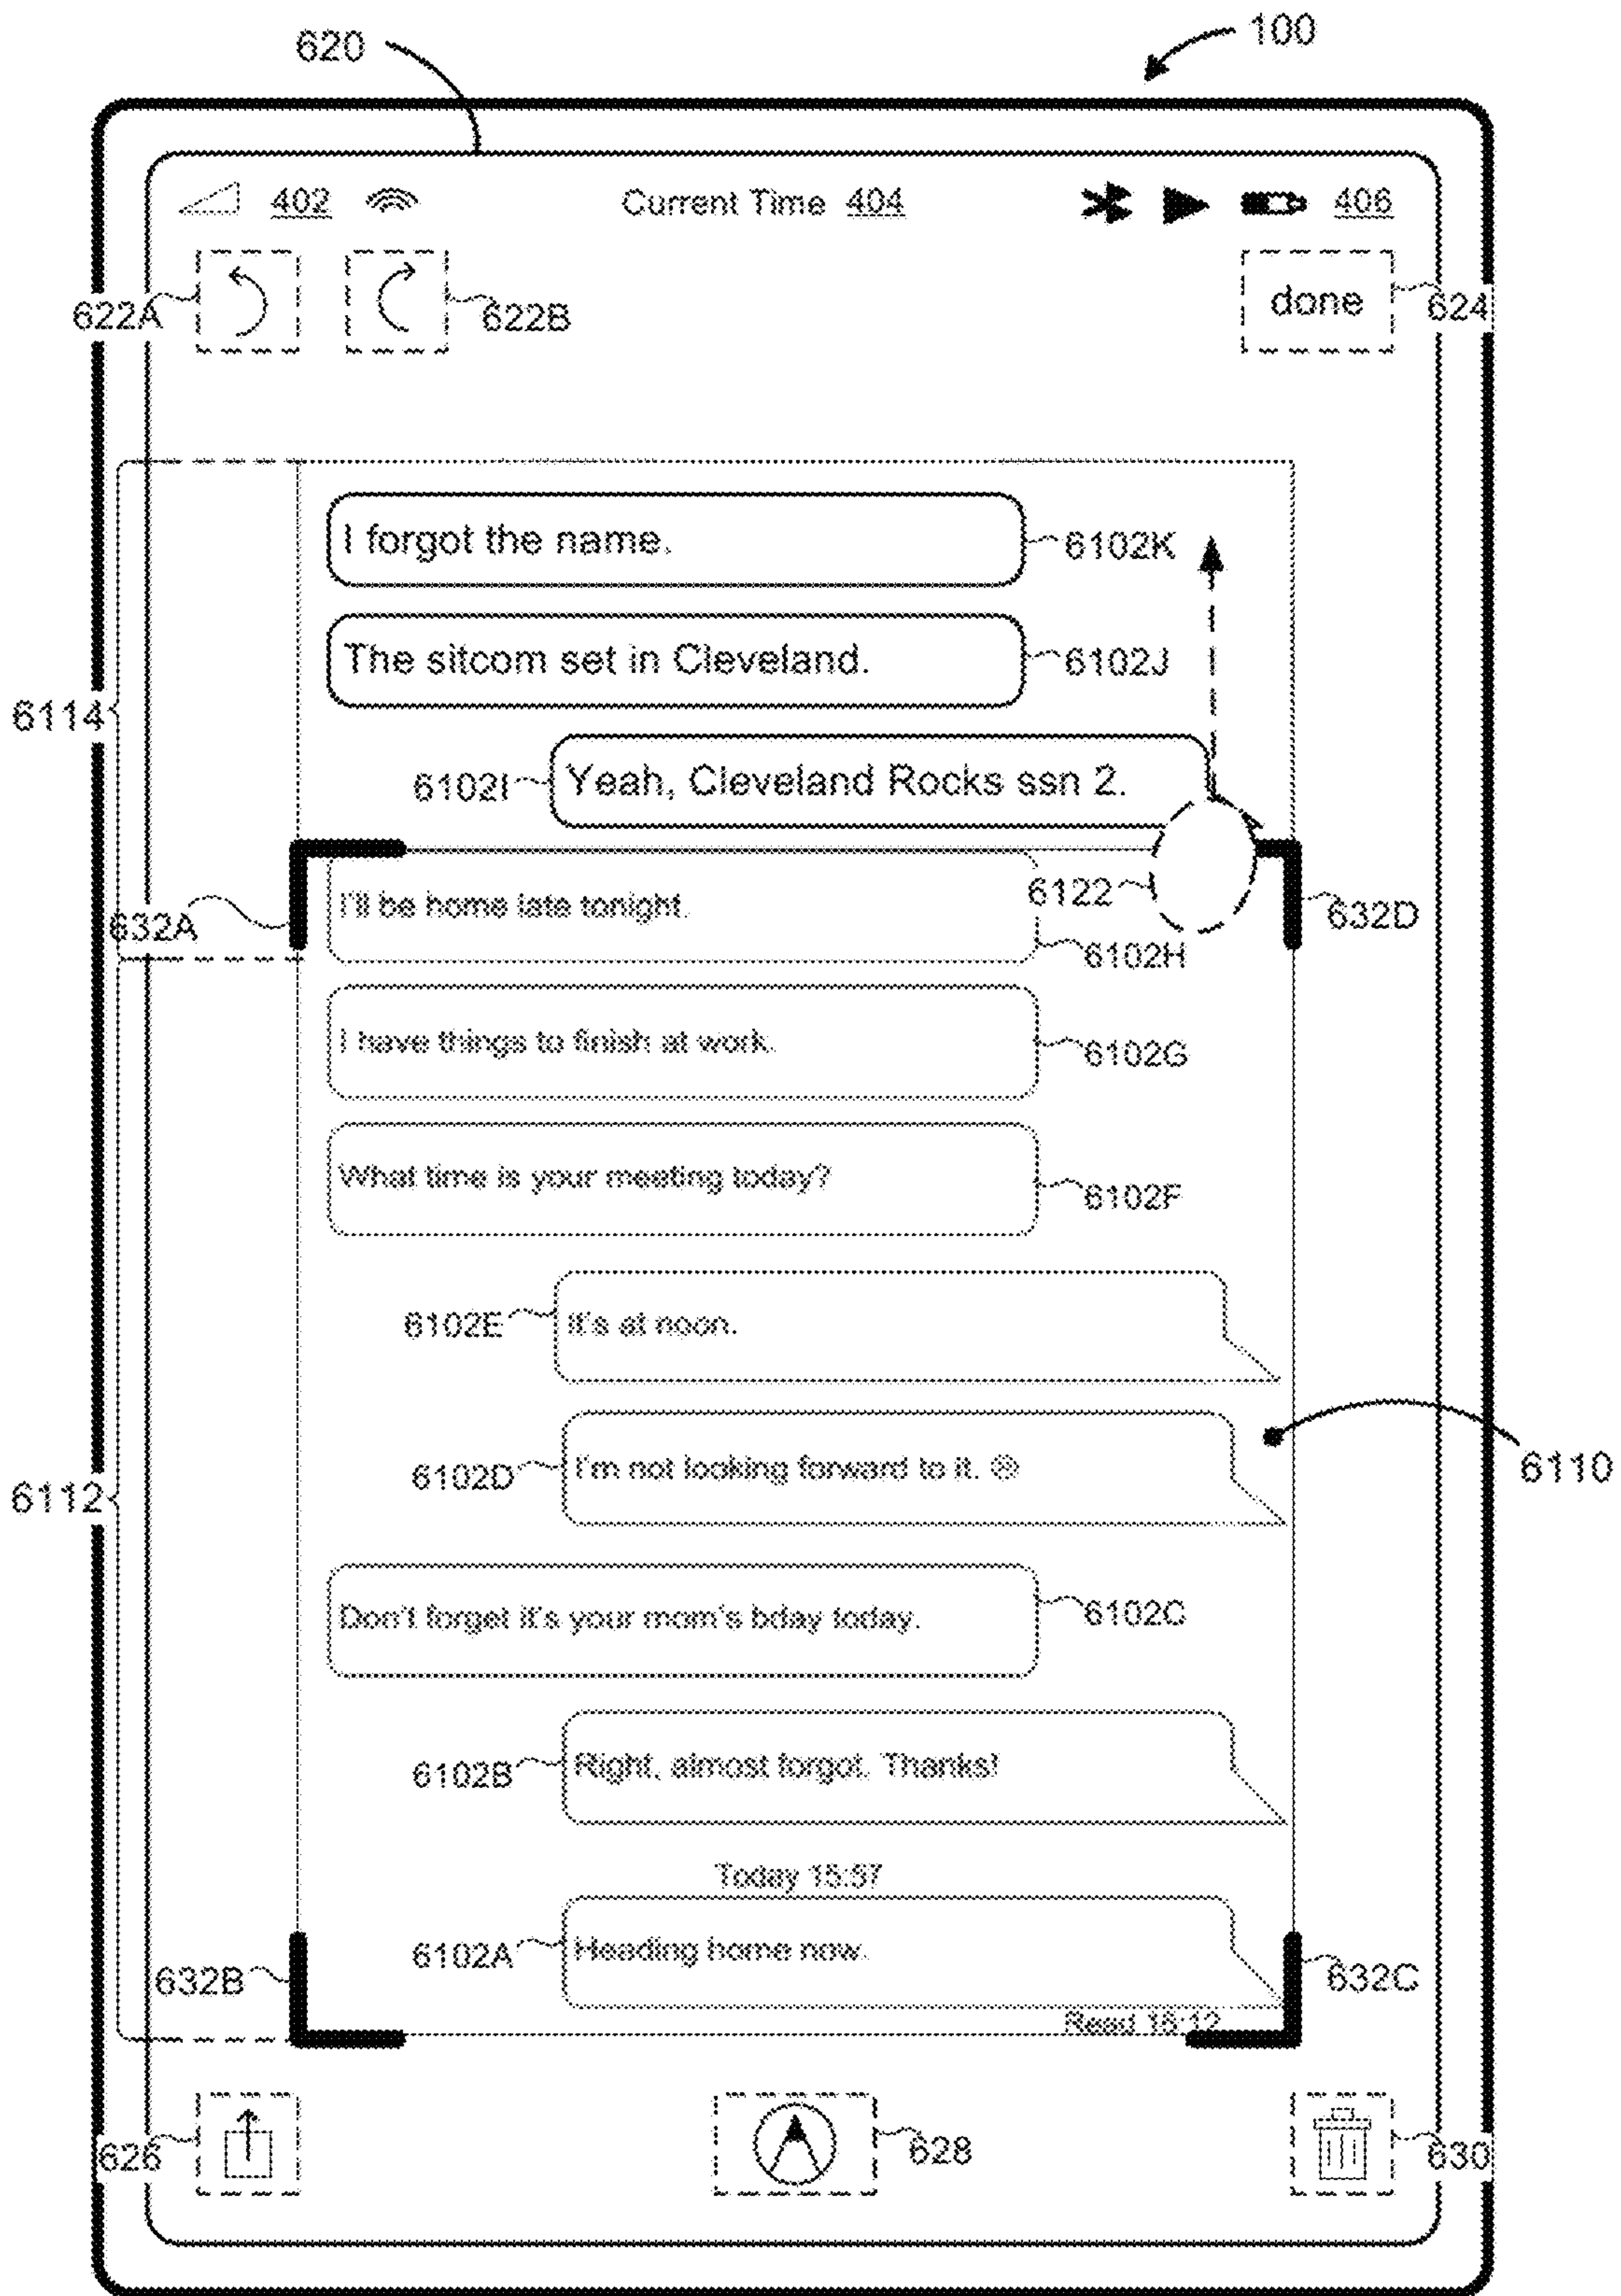 620
100
402 Current Time 404 406
622A 622B done 624
I forgot the name. 6102K
The sitcom set in Cleveland. 6102J
6114
6102I Yeah, Cleveland Rocks ssn 2.
I'll be home late tonight. 6122
632A 632D
6102H
I have things to finish at work. 6102G
What time is your meeting today? 6102F
6102E It's at noon.
6102D I'm not looking forward to it. ☹
6110
6112
Don't forget it's your mom's bday today. 6102C
6102B Right, almost forgot. Thanks!
Today 15:57
6102A Heading home now.
632B 632C
Read 16:12
626 628 630